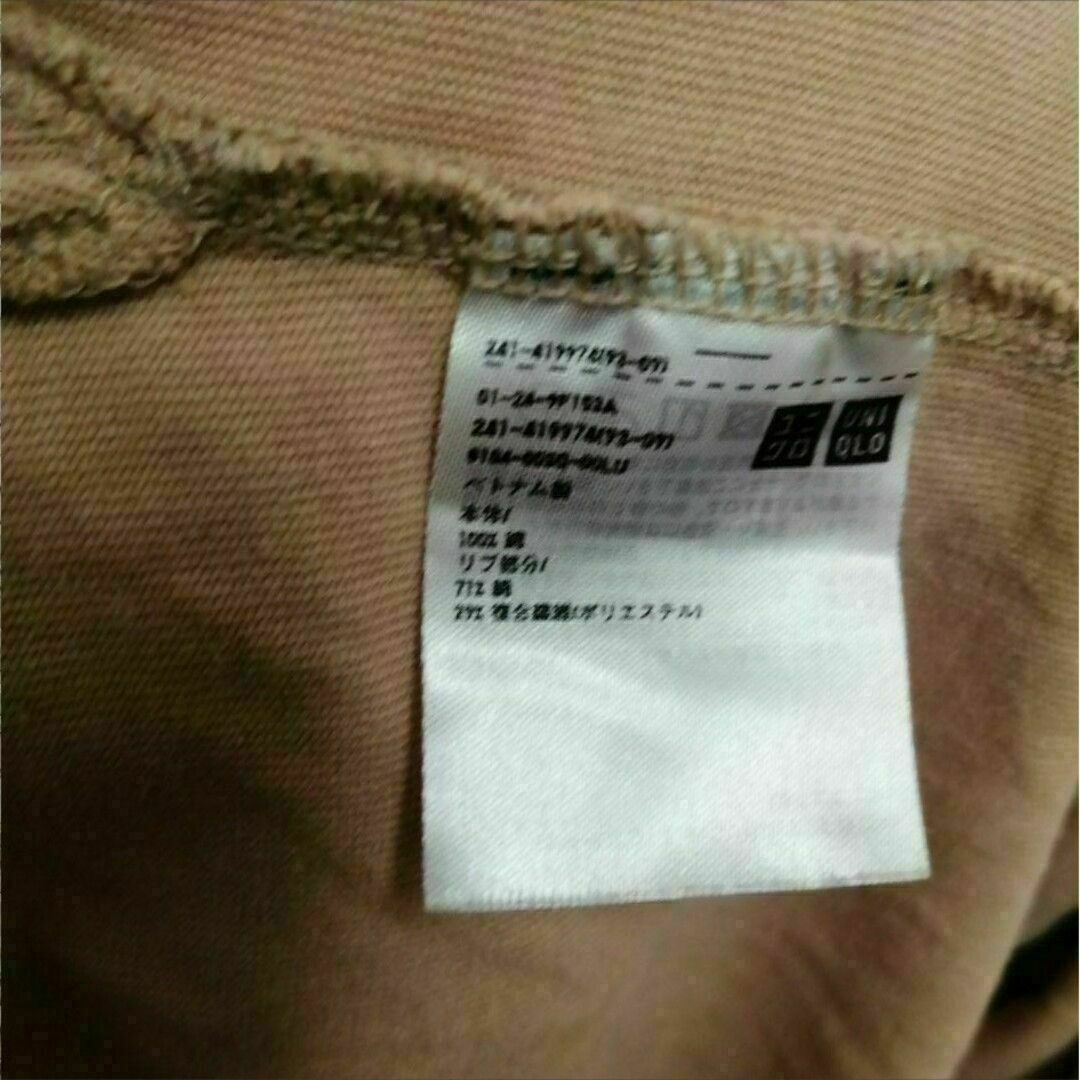 241-419974(93-09)
01-2A-9F103A
241-419974(93-09)
ユニ
クロ
UNI
QLO
ベトナム製
本体/
100% 綿
リブ部分/
71% 綿
29% 複合繊維(ポリエステル)